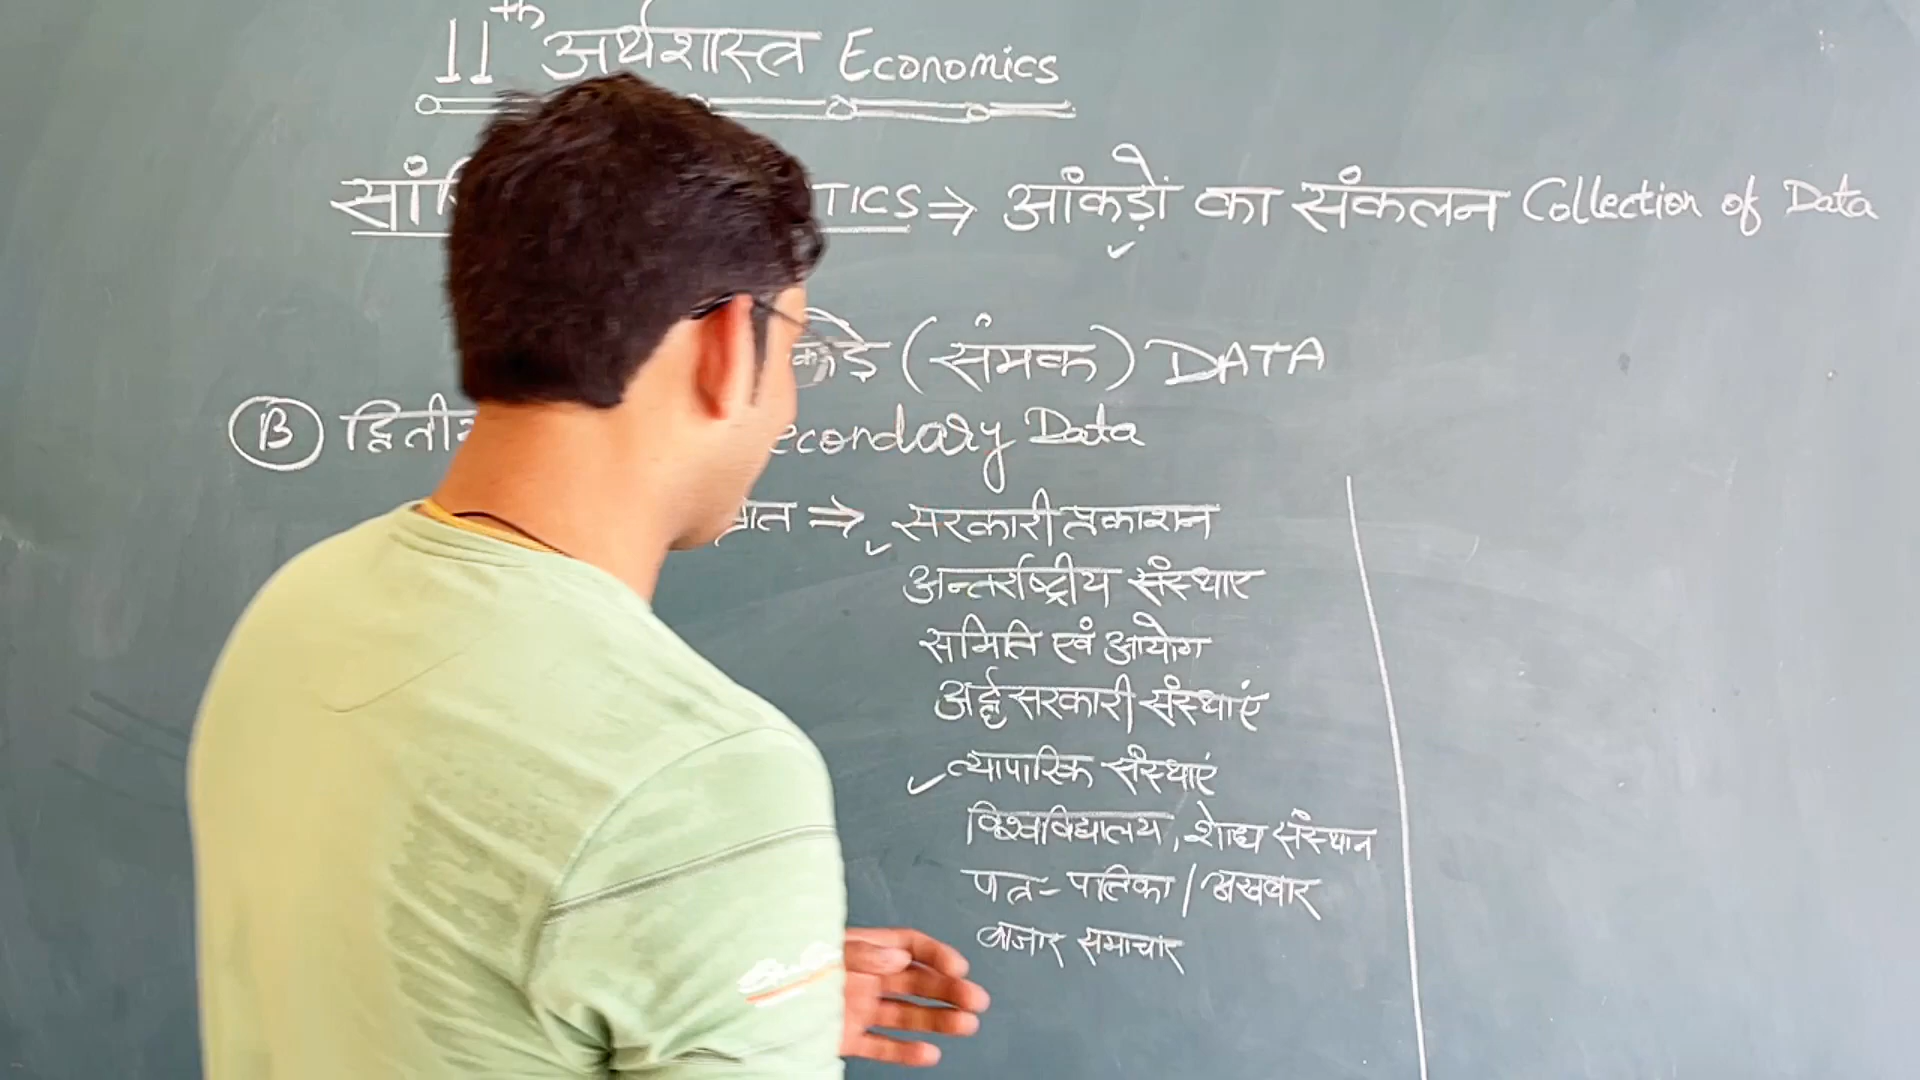 11th अर्थशास्त्र Economics
TICS ⇒ आंकड़ों का संकलन Collection of Data
(संमक) DATA
B Secondary Data
⇒ सरकारी प्रकाशन
अन्तर्राष्ट्रीय संस्थाए
समिति एवं आयोग
अर्द्ध सरकारी संस्थाएं
व्यापारिक संस्थाएं
विश्वविद्यालय, शोध संस्थान
पत्र-पत्रिका / अखबार
बाजार समाचार